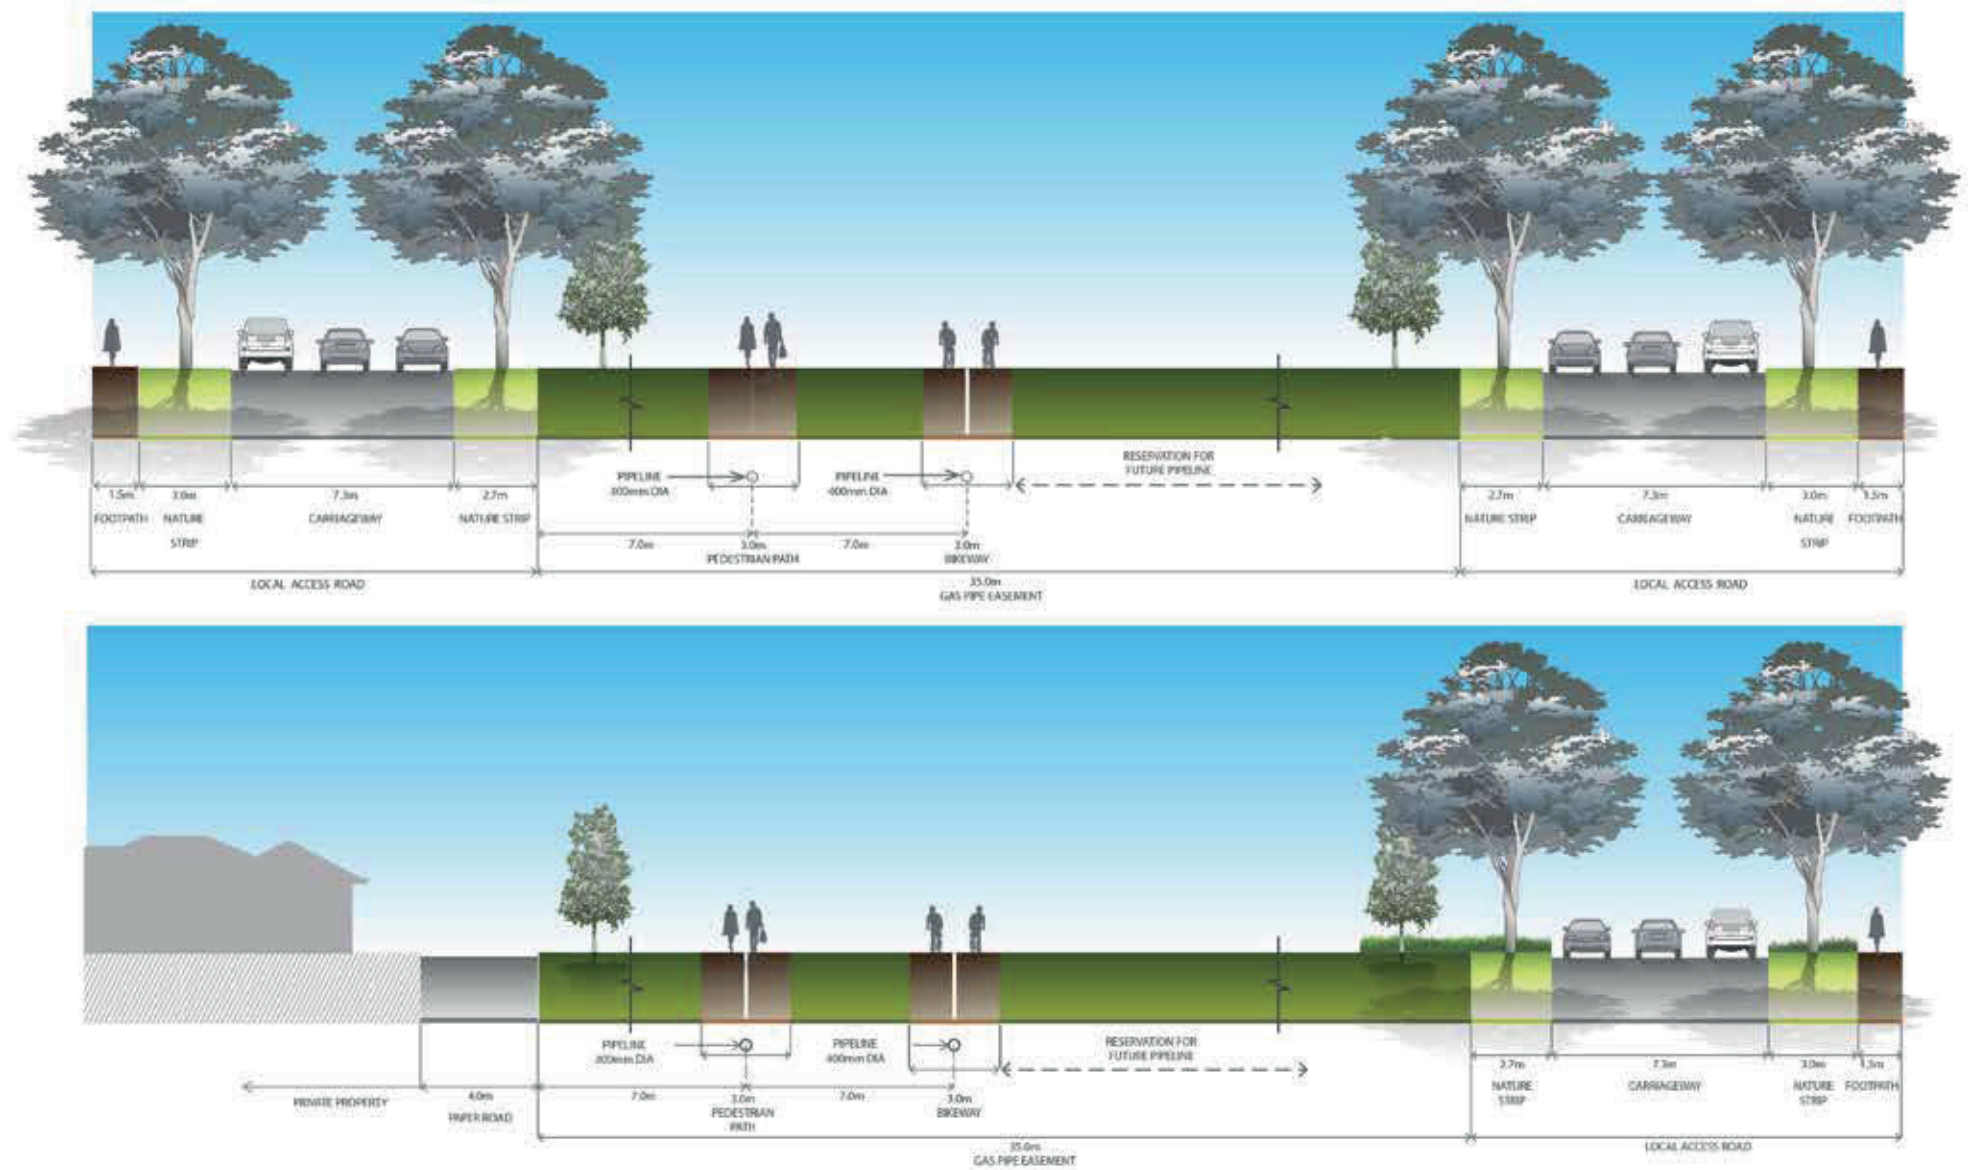 RESERVATION FOR
FUTURE PIPELINE
PIPELINE
PIPELINE
400mm DIA
1.5m
3.0m
7.3m
2.7m
2.7m
7.3m
3.0m
1.5m
FOOTPATH
NATURE
STRIP
CARRIAGEWAY
NATURE STRIP
NATURE STRIP
CARRIAGEWAY
NATURE
STRIP
FOOTPATH
7.0m
3.0m
7.0m
3.0m
PEDESTRIAN PATH
BIKEWAY
LOCAL ACCESS ROAD
35.0m
GAS PIPE EASEMENT
LOCAL ACCESS ROAD
PIPELINE
PIPELINE
400mm DIA
RESERVATION FOR
FUTURE PIPELINE
2.7m
7.3m
3.0m
1.5m
NATURE
STRIP
CARRIAGEWAY
NATURE
STRIP
FOOTPATH
PRIVATE PROPERTY
4.0m
PAPER ROAD
7.0m
3.0m
PEDESTRIAN
PATH
7.0m
3.0m
BIKEWAY
35.0m
GAS PIPE EASEMENT
LOCAL ACCESS ROAD